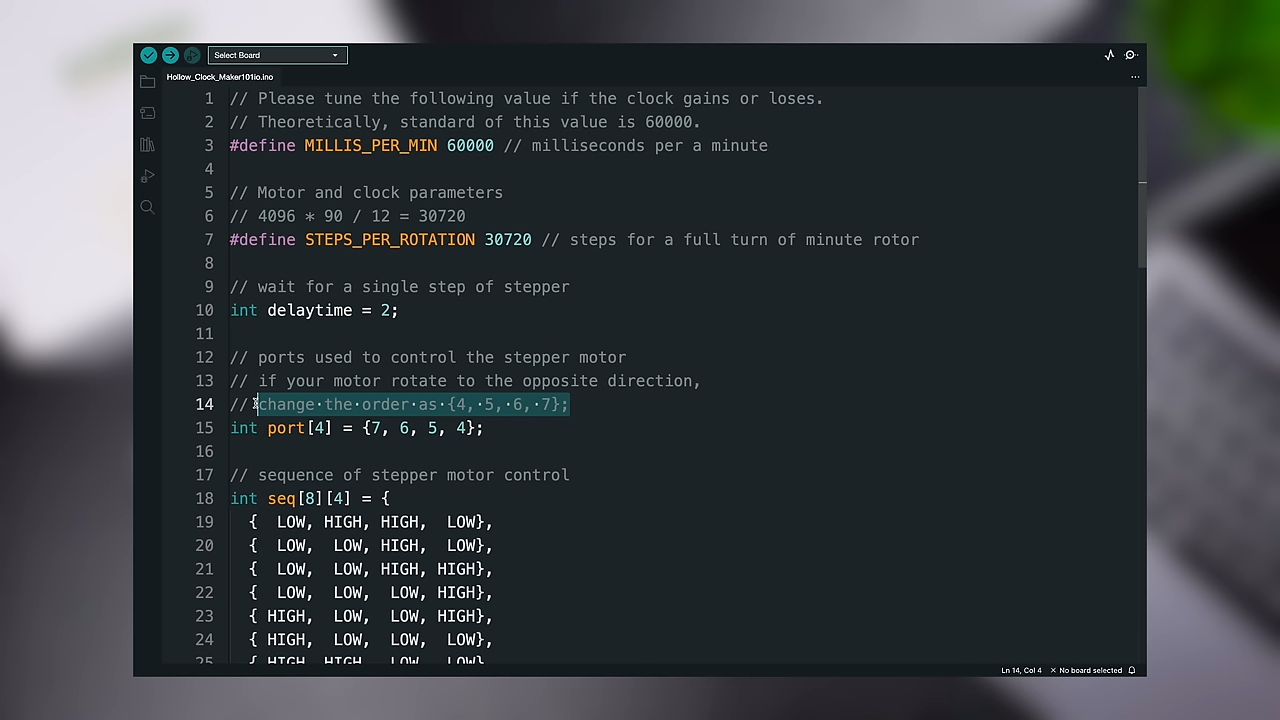 Select Board
Hollow_Clock_Maker101io.ino
...
1 // Please tune the following value if the clock gains or loses.
2 // Theoretically, standard of this value is 60000.
3 #define MILLIS_PER_MIN 60000 // milliseconds per a minute
4
5 // Motor and clock parameters
6 // 4096 * 90 / 12 = 30720
7 #define STEPS_PER_ROTATION 30720 // steps for a full turn of minute rotor
8
9 // wait for a single step of stepper
10 int delaytime = 2;
11
12 // ports used to control the stepper motor
13 // if your motor rotate to the opposite direction,
14 // change·the·order·as·{4,·5,·6,·7};
15 int port[4] = {7, 6, 5, 4};
16
17 // sequence of stepper motor control
18 int seq[8][4] = {
19 {  LOW, HIGH, HIGH,  LOW},
20 {  LOW,  LOW, HIGH,  LOW},
21 {  LOW,  LOW, HIGH, HIGH},
22 {  LOW,  LOW,  LOW, HIGH},
23 { HIGH,  LOW,  LOW, HIGH},
24 { HIGH,  LOW,  LOW,  LOW},
25 { HIGH, HIGH,  LOW,  LOW}
Ln 14, Col 4 × No board selected